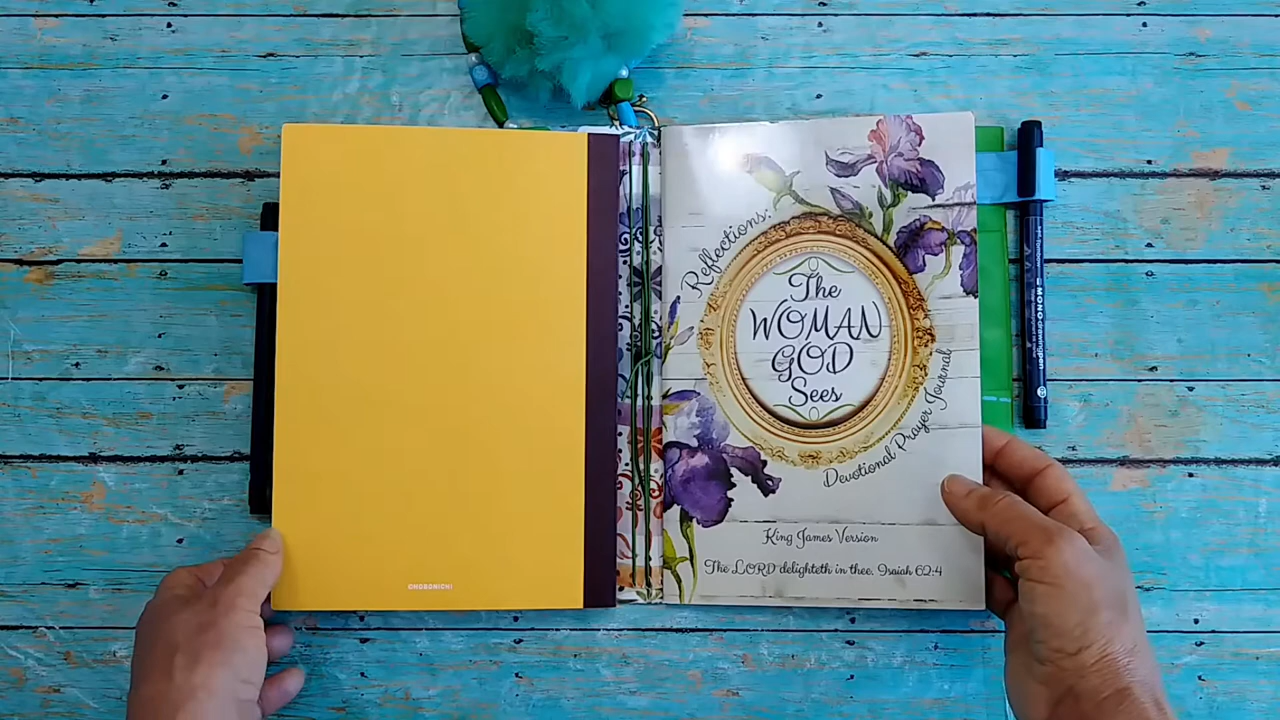 HOBONICHI
Reflections:
The
WOMAN
GOD
Sees
Devotional Prayer Journal
King James Version
The LORD delighteth in thee. Isaiah 62:4
Tombow MONO drawing pen